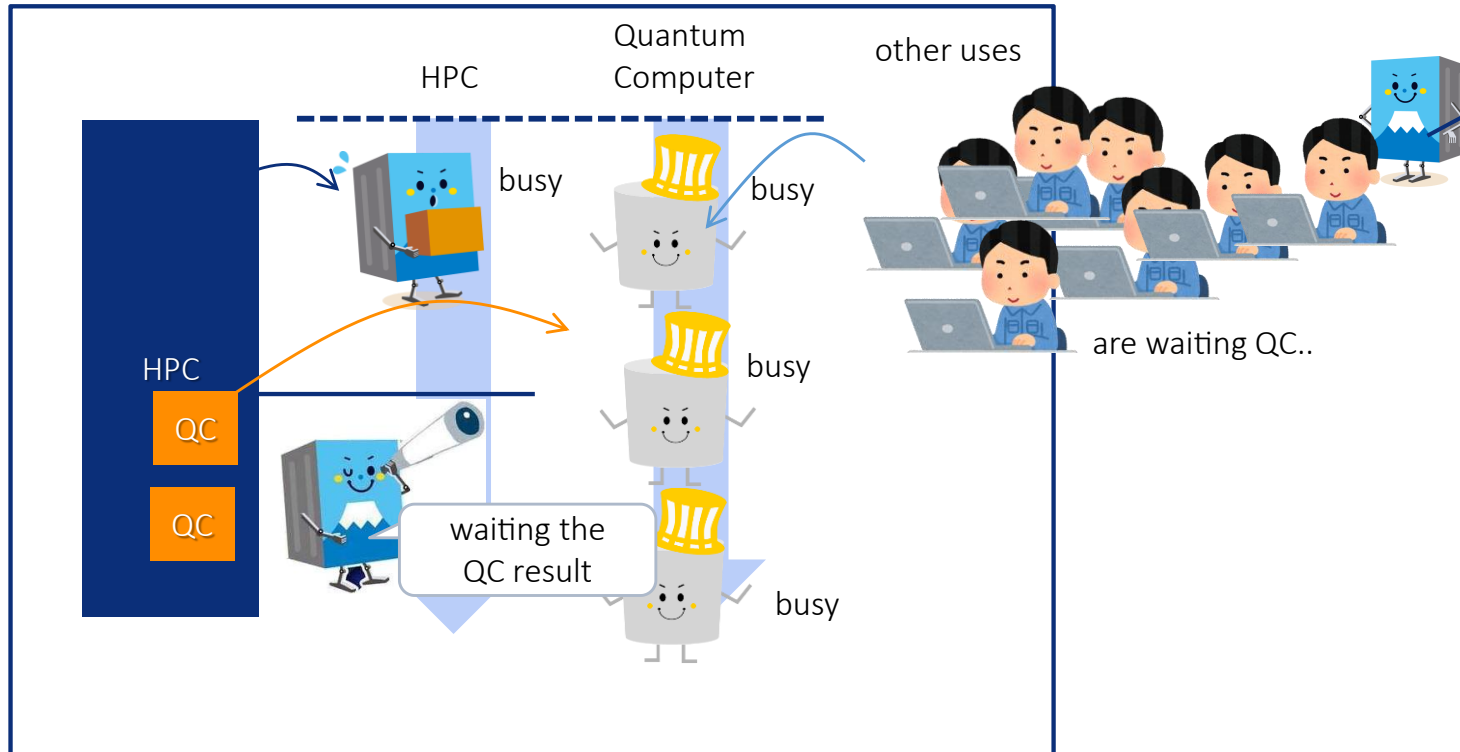 Quantum
Computer
other uses
HPC
busy
busy
are waiting QC..
busy
HPC
QC
QC
waiting the
QC result
busy